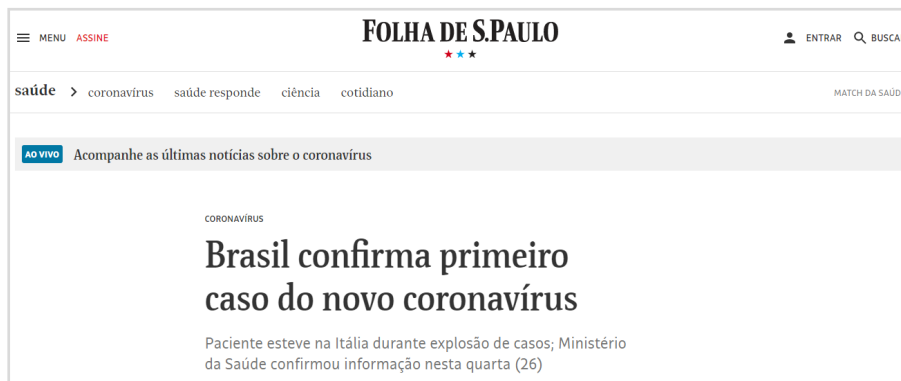 MENU ASSINE FOLHA DE S.PAULO ENTRAR BUSCA
saúde > coronavírus saúde responde ciência cotidiano MATCH DA SAÚD
AO VIVO Acompanhe as últimas notícias sobre o coronavírus
CORONAVÍRUS
Brasil confirma primeiro
caso do novo coronavírus
Paciente esteve na Itália durante explosão de casos; Ministério
da Saúde confirmou informação nesta quarta (26)